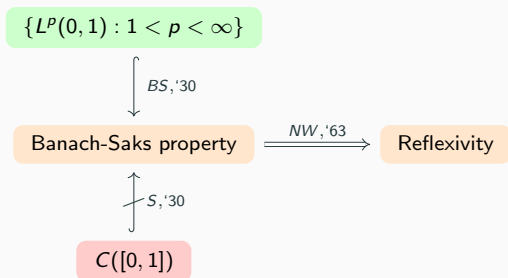 {L^p(0, 1) : 1 < p < ∞}
BS,‘30
Banach-Saks property
NW,‘63
Reflexivity
S,‘30
C([0, 1])